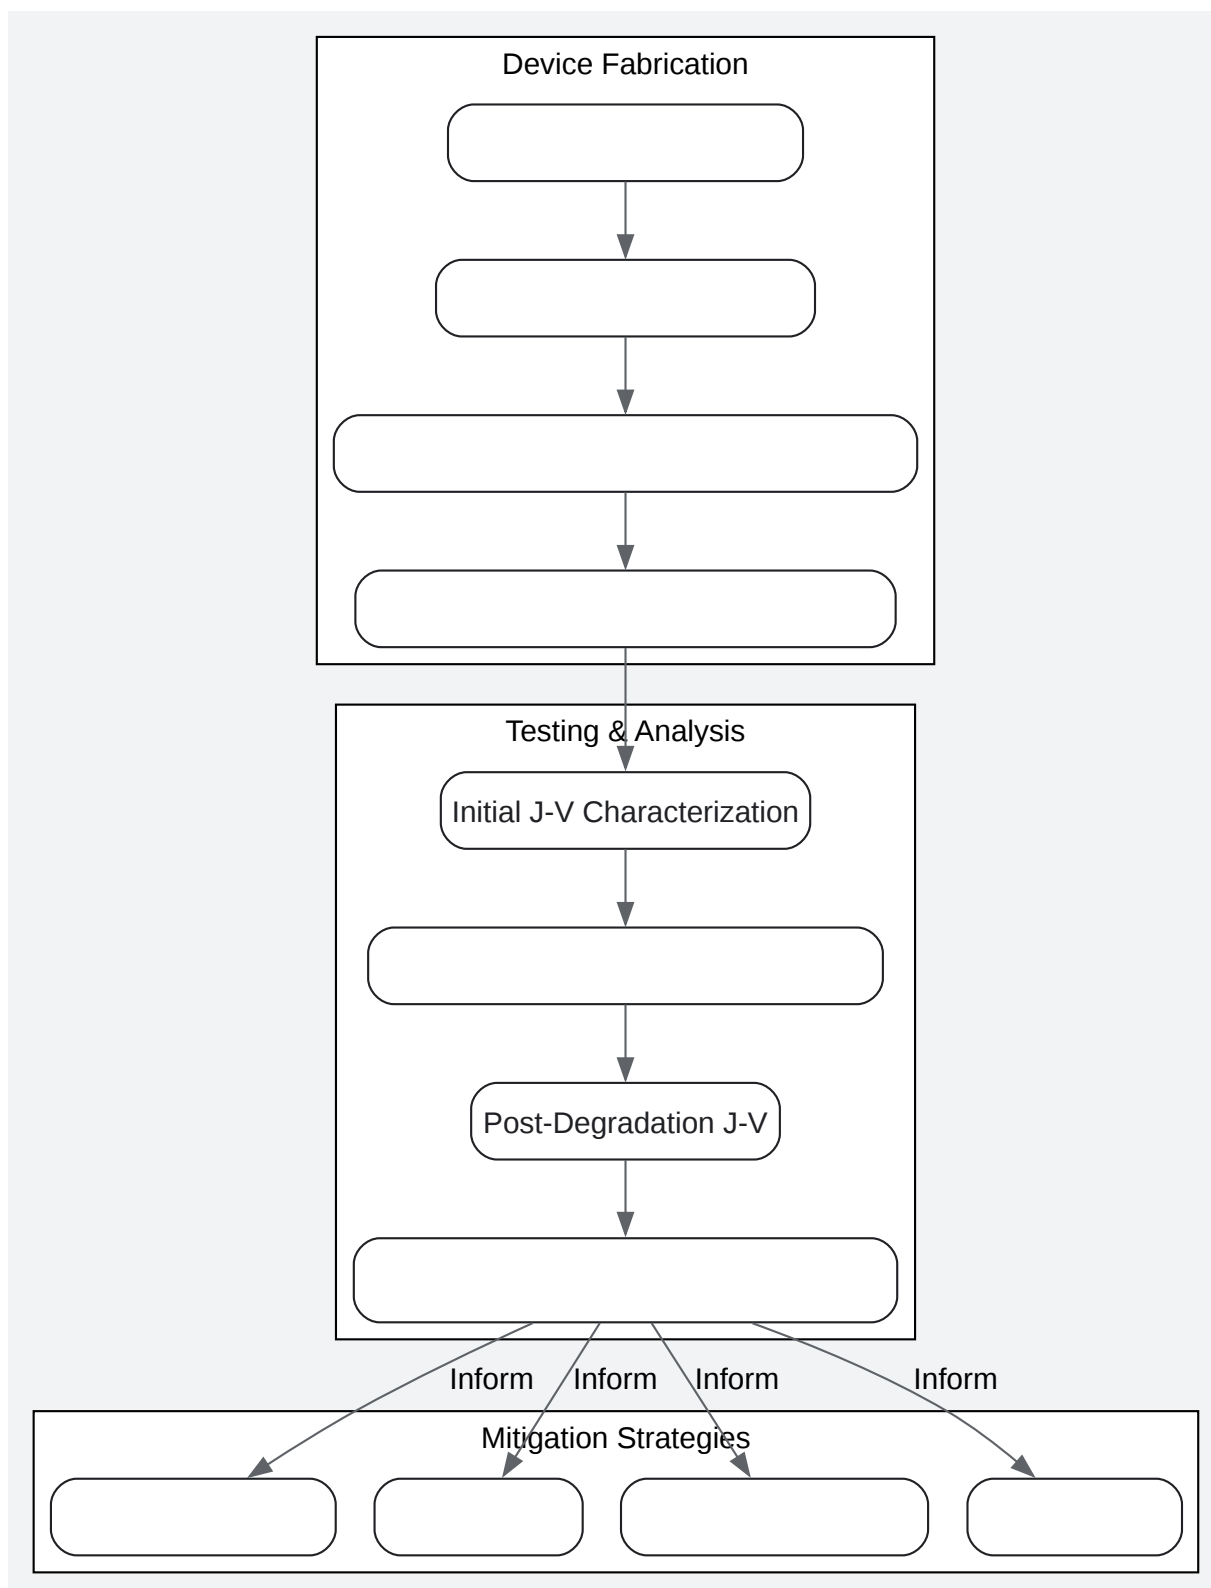 Device Fabrication
Testing & Analysis
Initial J-V Characterization
Post-Degradation J-V
Inform
Inform
Inform
Inform
Mitigation Strategies